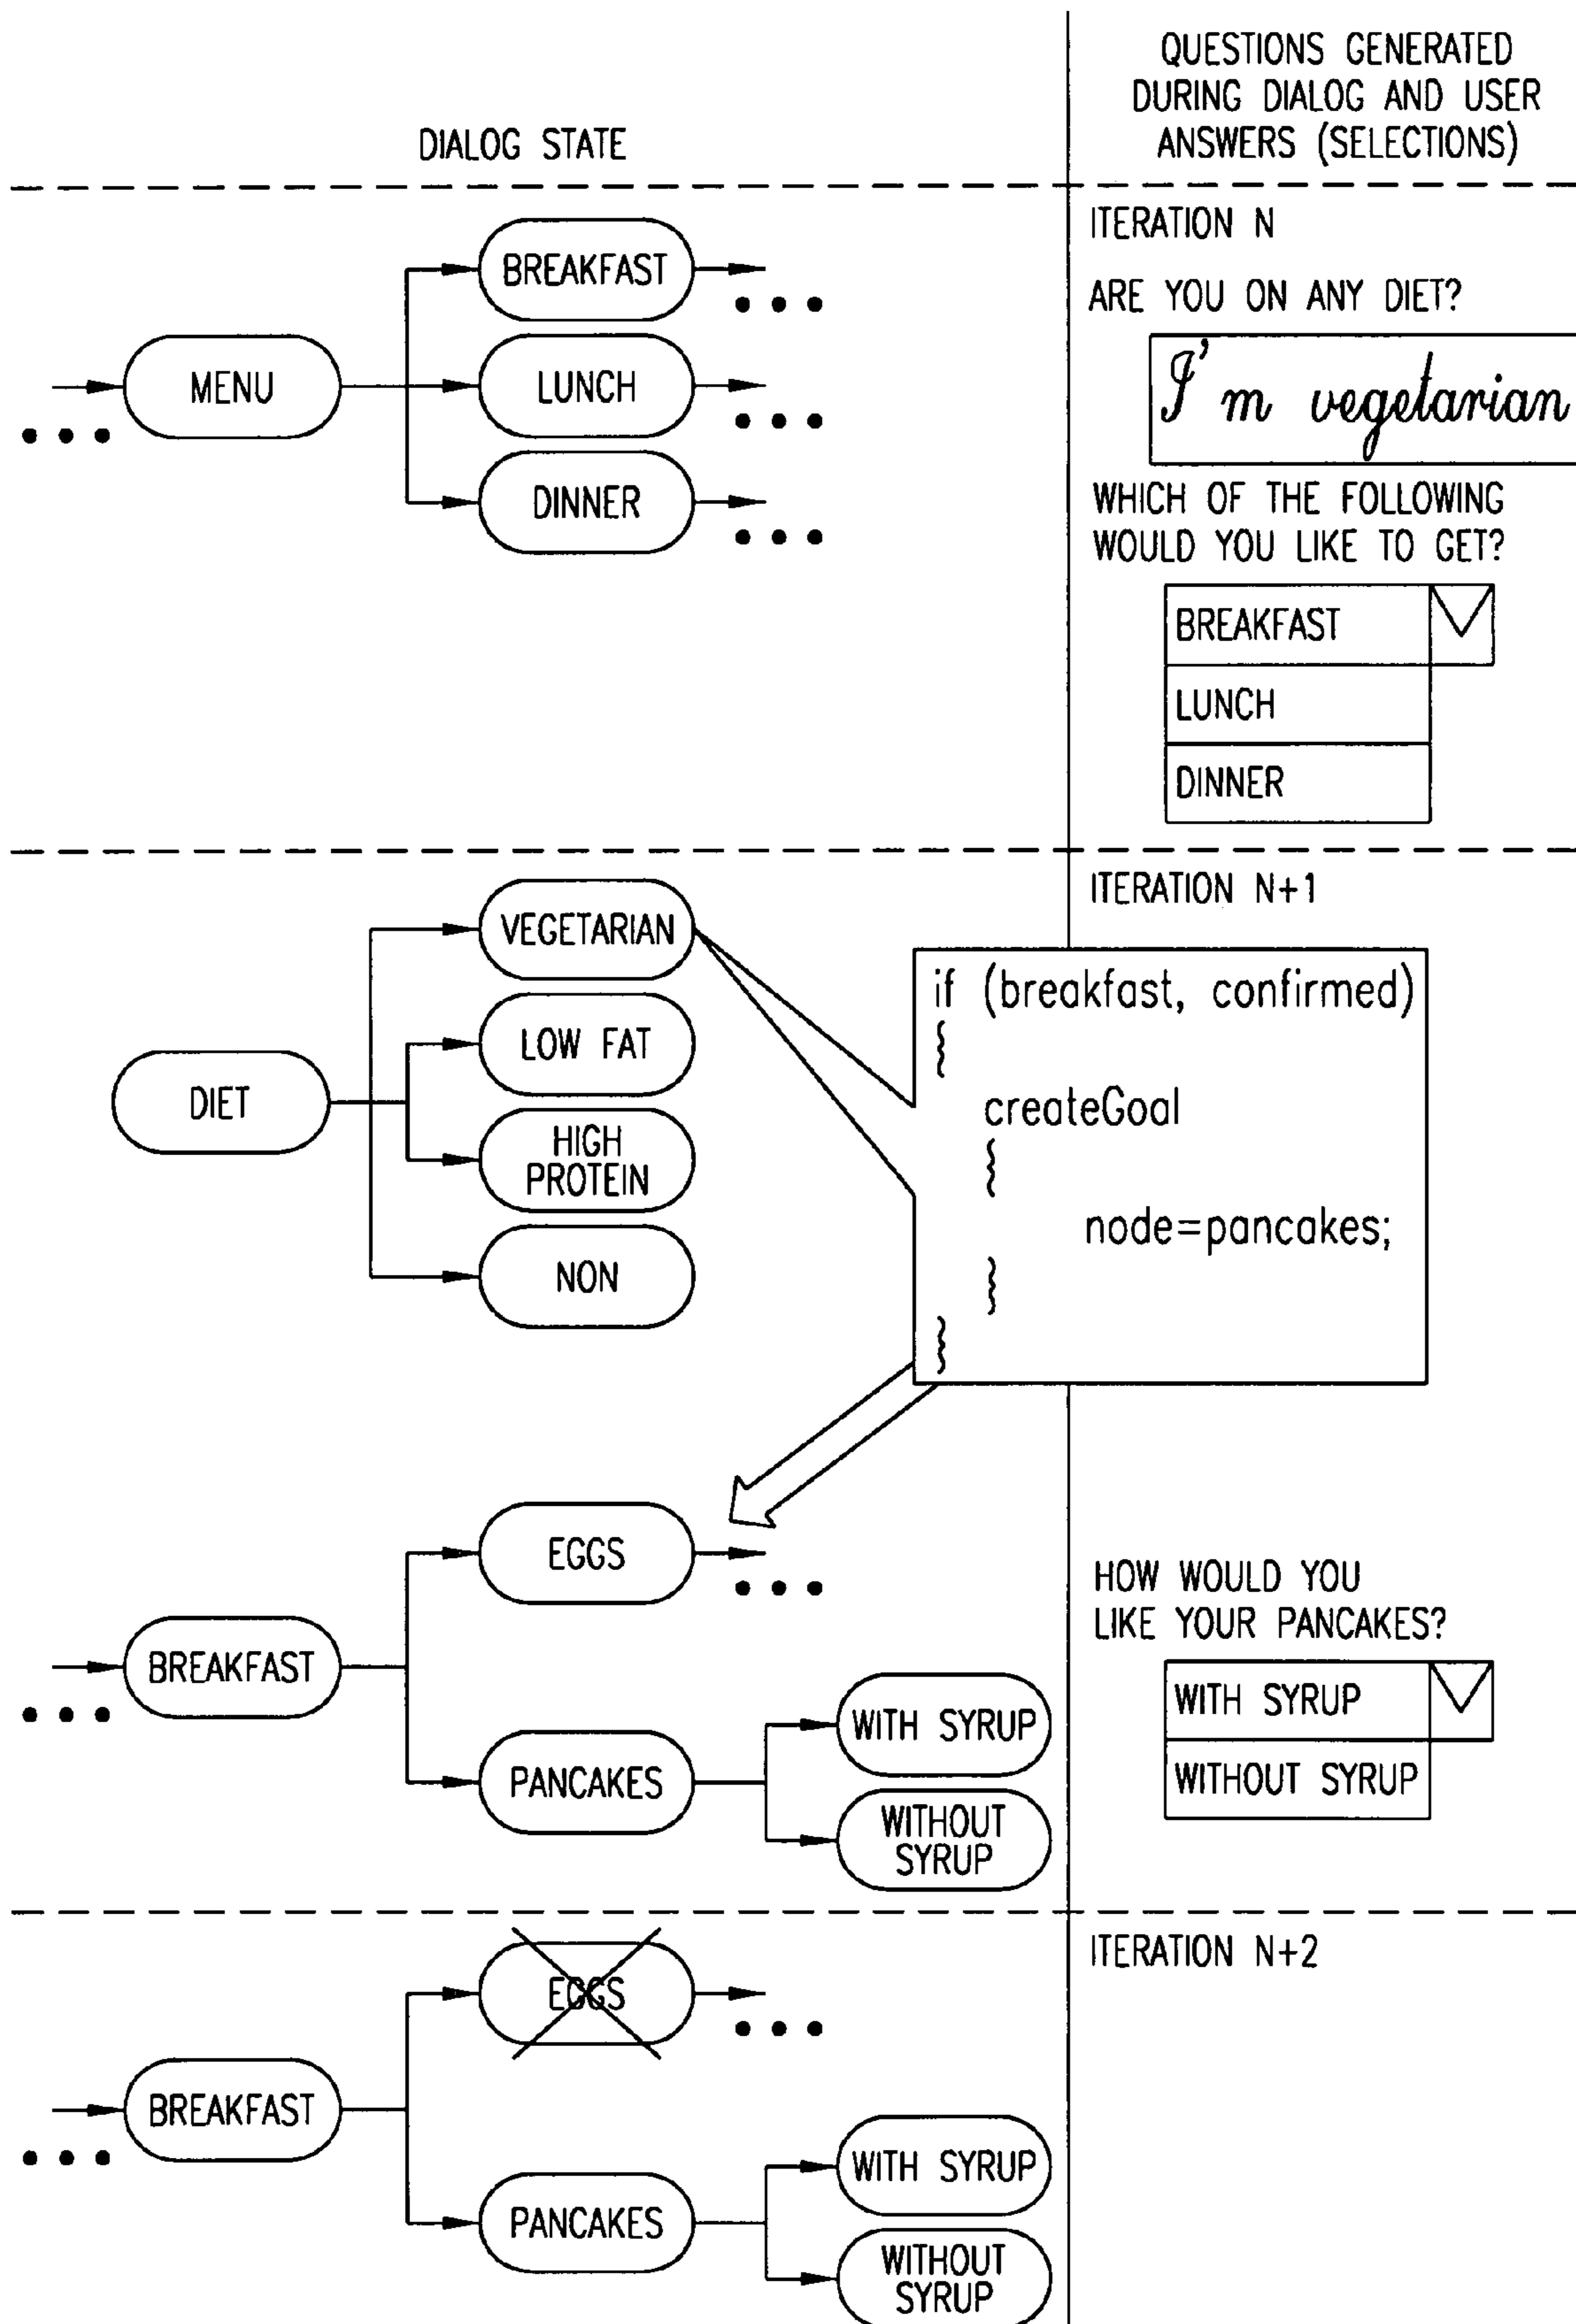 DIALOG STATE
QUESTIONS GENERATED
DURING DIALOG AND USER
ANSWERS (SELECTIONS)
MENU
BREAKFAST
LUNCH
DINNER
ITERATION N
ARE YOU ON ANY DIET?
I'm vegetarian
WHICH OF THE FOLLOWING
WOULD YOU LIKE TO GET?
BREAKFAST
LUNCH
DINNER
DIET
VEGETARIAN
LOW FAT
HIGH
PROTEIN
NON
ITERATION N+1
if (breakfast, confirmed)
{
createGoal
{
node=pancakes;
}
}
BREAKFAST
EGGS
PANCAKES
WITH SYRUP
WITHOUT
SYRUP
HOW WOULD YOU
LIKE YOUR PANCAKES?
WITH SYRUP
WITHOUT SYRUP
ITERATION N+2
BREAKFAST
EGGS
PANCAKES
WITH SYRUP
WITHOUT
SYRUP